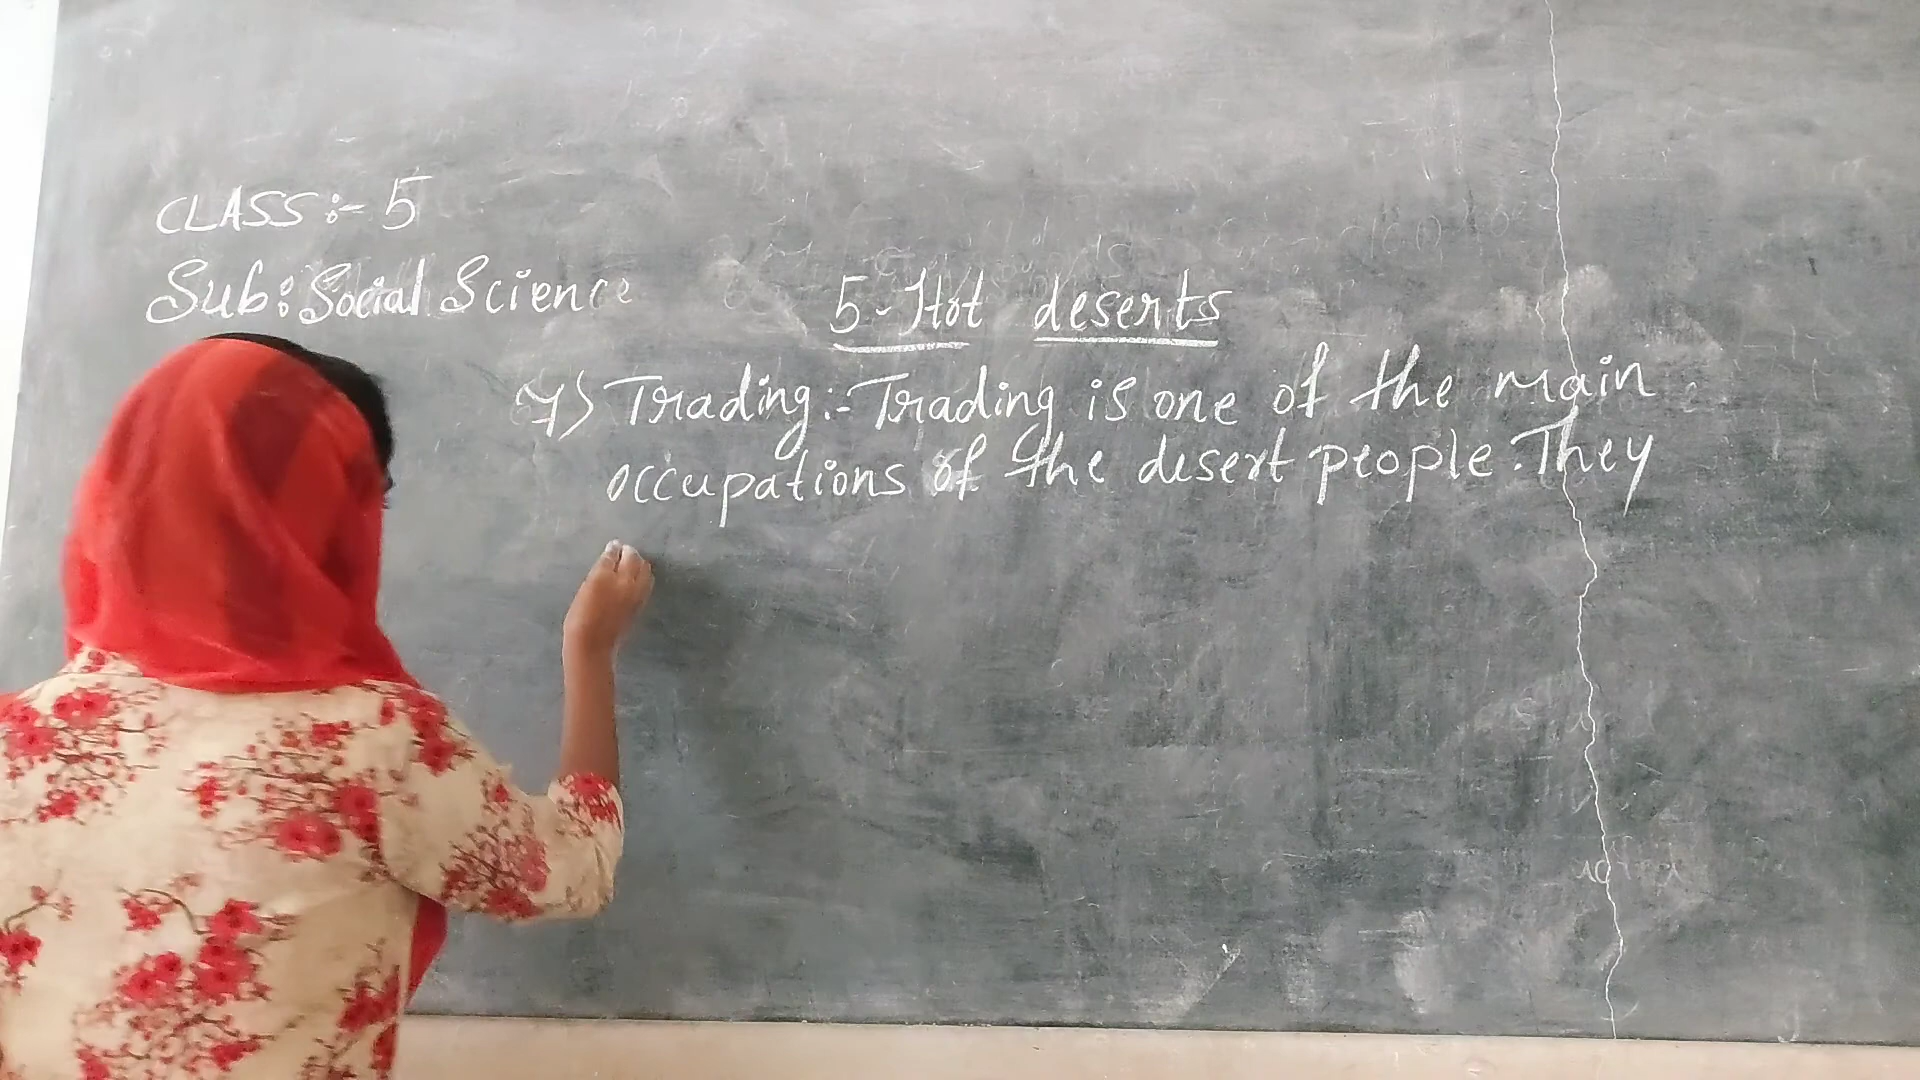 CLASS :- 5
Sub: Social Science
5 - Hot deserts
7) Trading :- Trading is one of the main
occupations of the desert people. They